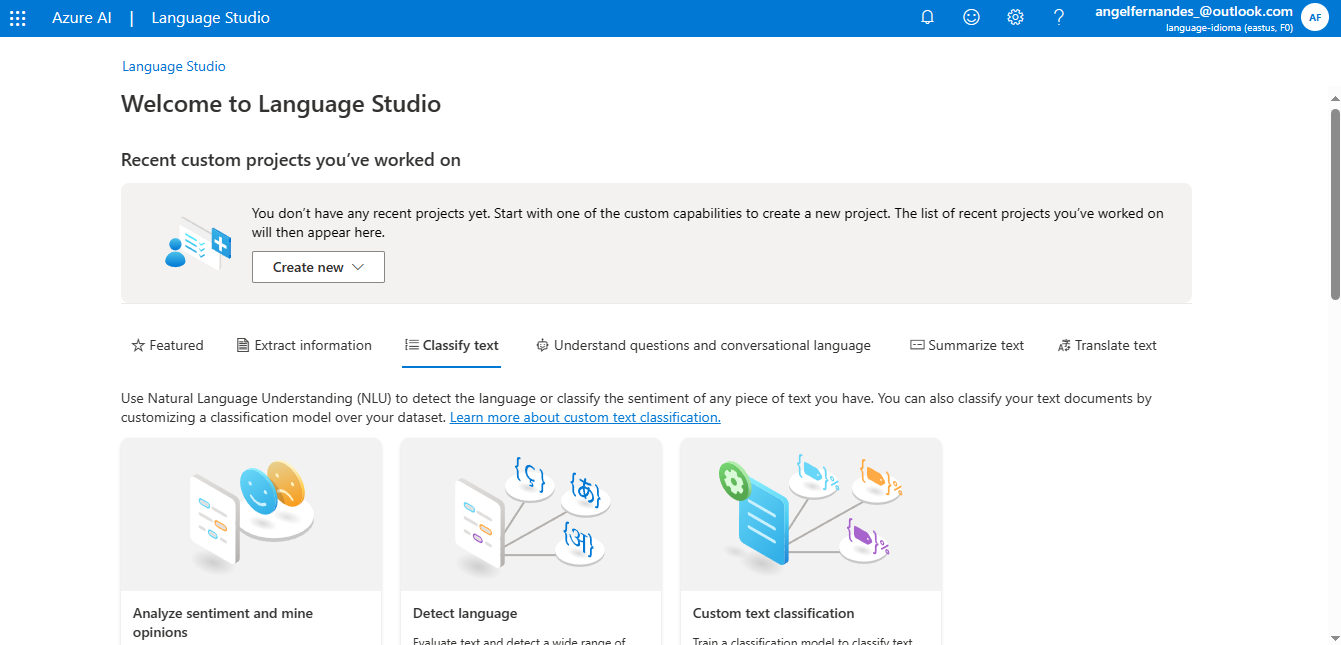 Azure AI | Language Studio
angelfernandes_@outlook.com
language-idioma (eastus, F0)
AF
Language Studio
Welcome to Language Studio
Recent custom projects you've worked on
You don't have any recent projects yet. Start with one of the custom capabilities to create a new project. The list of recent projects you've worked on
will then appear here.
Create new
Featured
Extract information
Classify text
Understand questions and conversational language
Summarize text
Translate text
Use Natural Language Understanding (NLU) to detect the language or classify the sentiment of any piece of text you have. You can also classify your text documents by
customizing a classification model over your dataset. Learn more about custom text classification.
{ऽ}
{あ}
{अ}
Analyze sentiment and mine
opinions
Detect language
Evaluate text and detect a wide range of
Custom text classification
Train a classification model to classify text